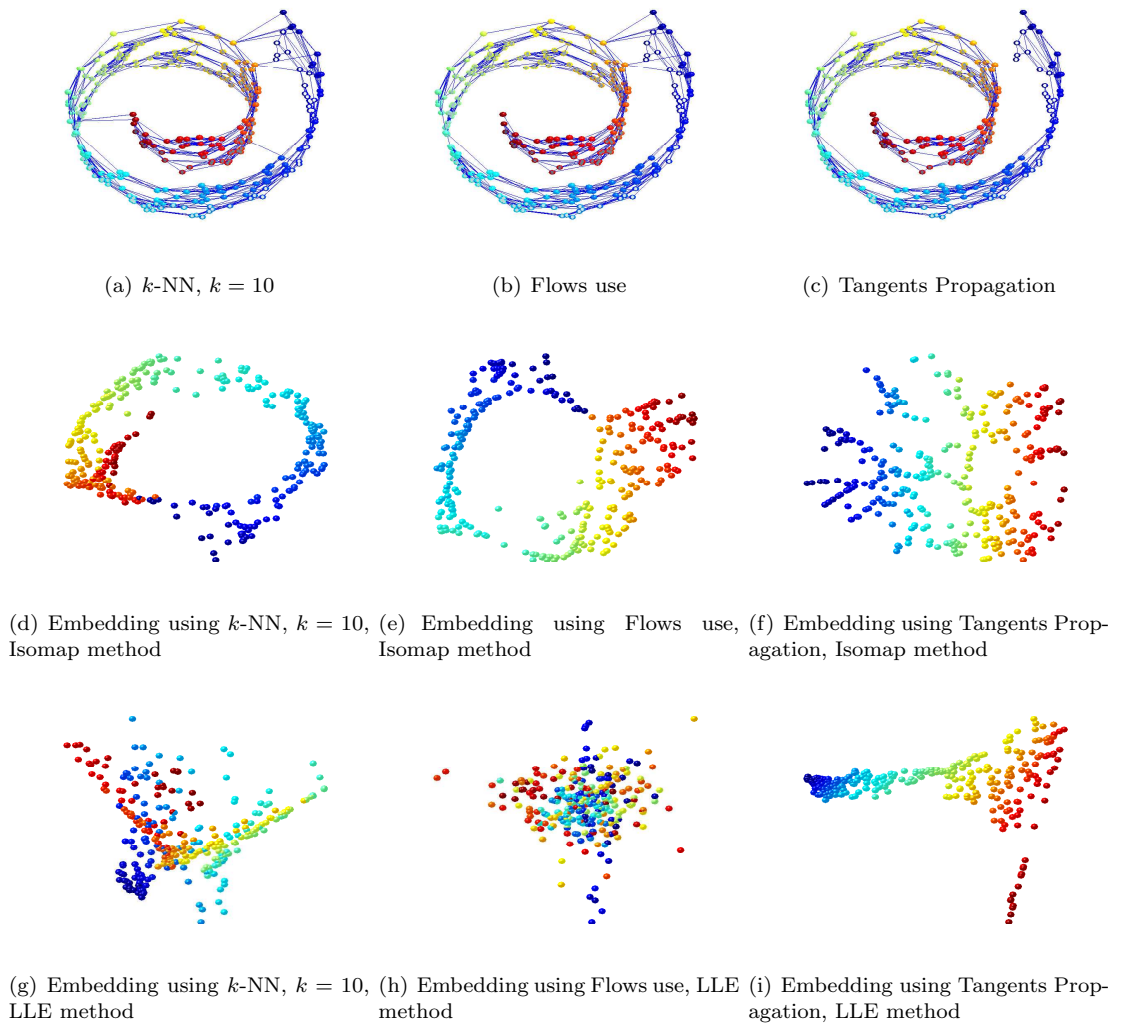 (a) k-NN, k = 10
(b) Flows use
(c) Tangents Propagation
(d) Embedding using k-NN, k = 10,
Isomap method
(e) Embedding using Flows use,
Isomap method
(f) Embedding using Tangents Prop-
agation, Isomap method
(g) Embedding using k-NN, k = 10,
LLE method
(h) Embedding using Flows use, LLE
method
(i) Embedding using Tangents Prop-
agation, LLE method